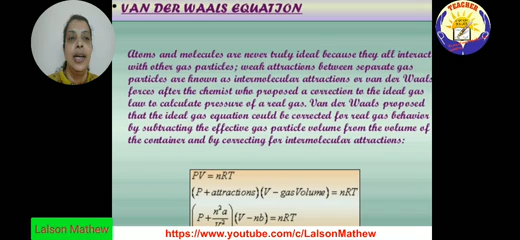 • VAN DER WAALS EQUATION
TEACHER
Atoms and molecules are never truly ideal because they all interact
with other gas particles; weak attractions between separate gas
particles are known as intermolecular attractions or van der Waals
forces after the chemist who proposed a correction to the ideal gas
law to calculate pressure of a real gas. Van der Waals proposed
that the ideal gas equation could be corrected for real gas behavior
by subtracting the effective gas particle volume from the volume of
the container and by correcting for intermolecular attractions:
PV = nRT
(P + attractions)(V − gasVolume) = nRT
(P + n²a/V²)(V − nb) = nRT
Lalson Mathew
https://www.youtube.com/c/LalsonMathew